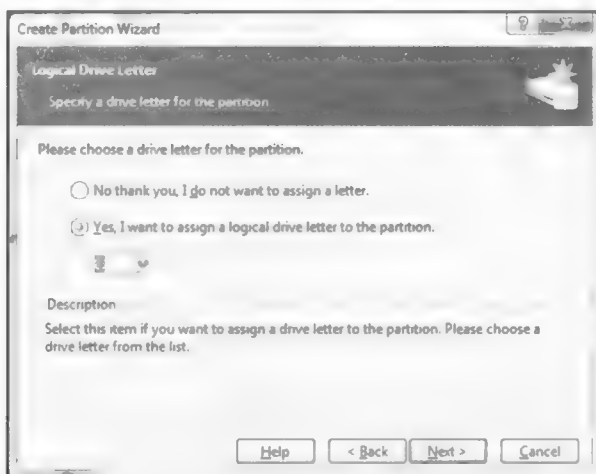 Create Partition Wizard
Logical Drive Letter
Specify a drive letter for the partition
Please choose a drive letter for the partition.
No thank you, I do not want to assign a letter.
Yes, I want to assign a logical drive letter to the partition.
Description
Select this item if you want to assign a drive letter to the partition. Please choose a
drive letter from the list.
Help < Back Next > Cancel